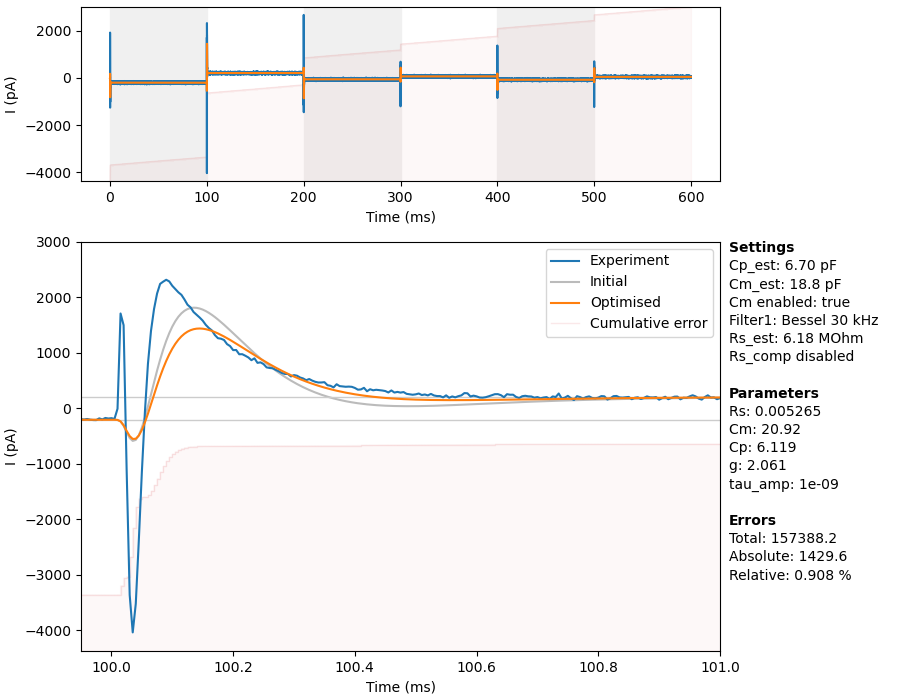 2000
0
−2000
−4000
I (pA)
0 100 200 300 400 500 600
Time (ms)
3000
2000
1000
0
−1000
−2000
−3000
−4000
I (pA)
Experiment
Initial
Optimised
Cumulative error
100.0 100.2 100.4 100.6 100.8 101.0
Time (ms)
Settings
Cp_est: 6.70 pF
Cm_est: 18.8 pF
Cm enabled: true
Filter1: Bessel 30 kHz
Rs_est: 6.18 MOhm
Rs_comp disabled
Parameters
Rs: 0.005265
Cm: 20.92
Cp: 6.119
g: 2.061
tau_amp: 1e-09
Errors
Total: 157388.2
Absolute: 1429.6
Relative: 0.908 %